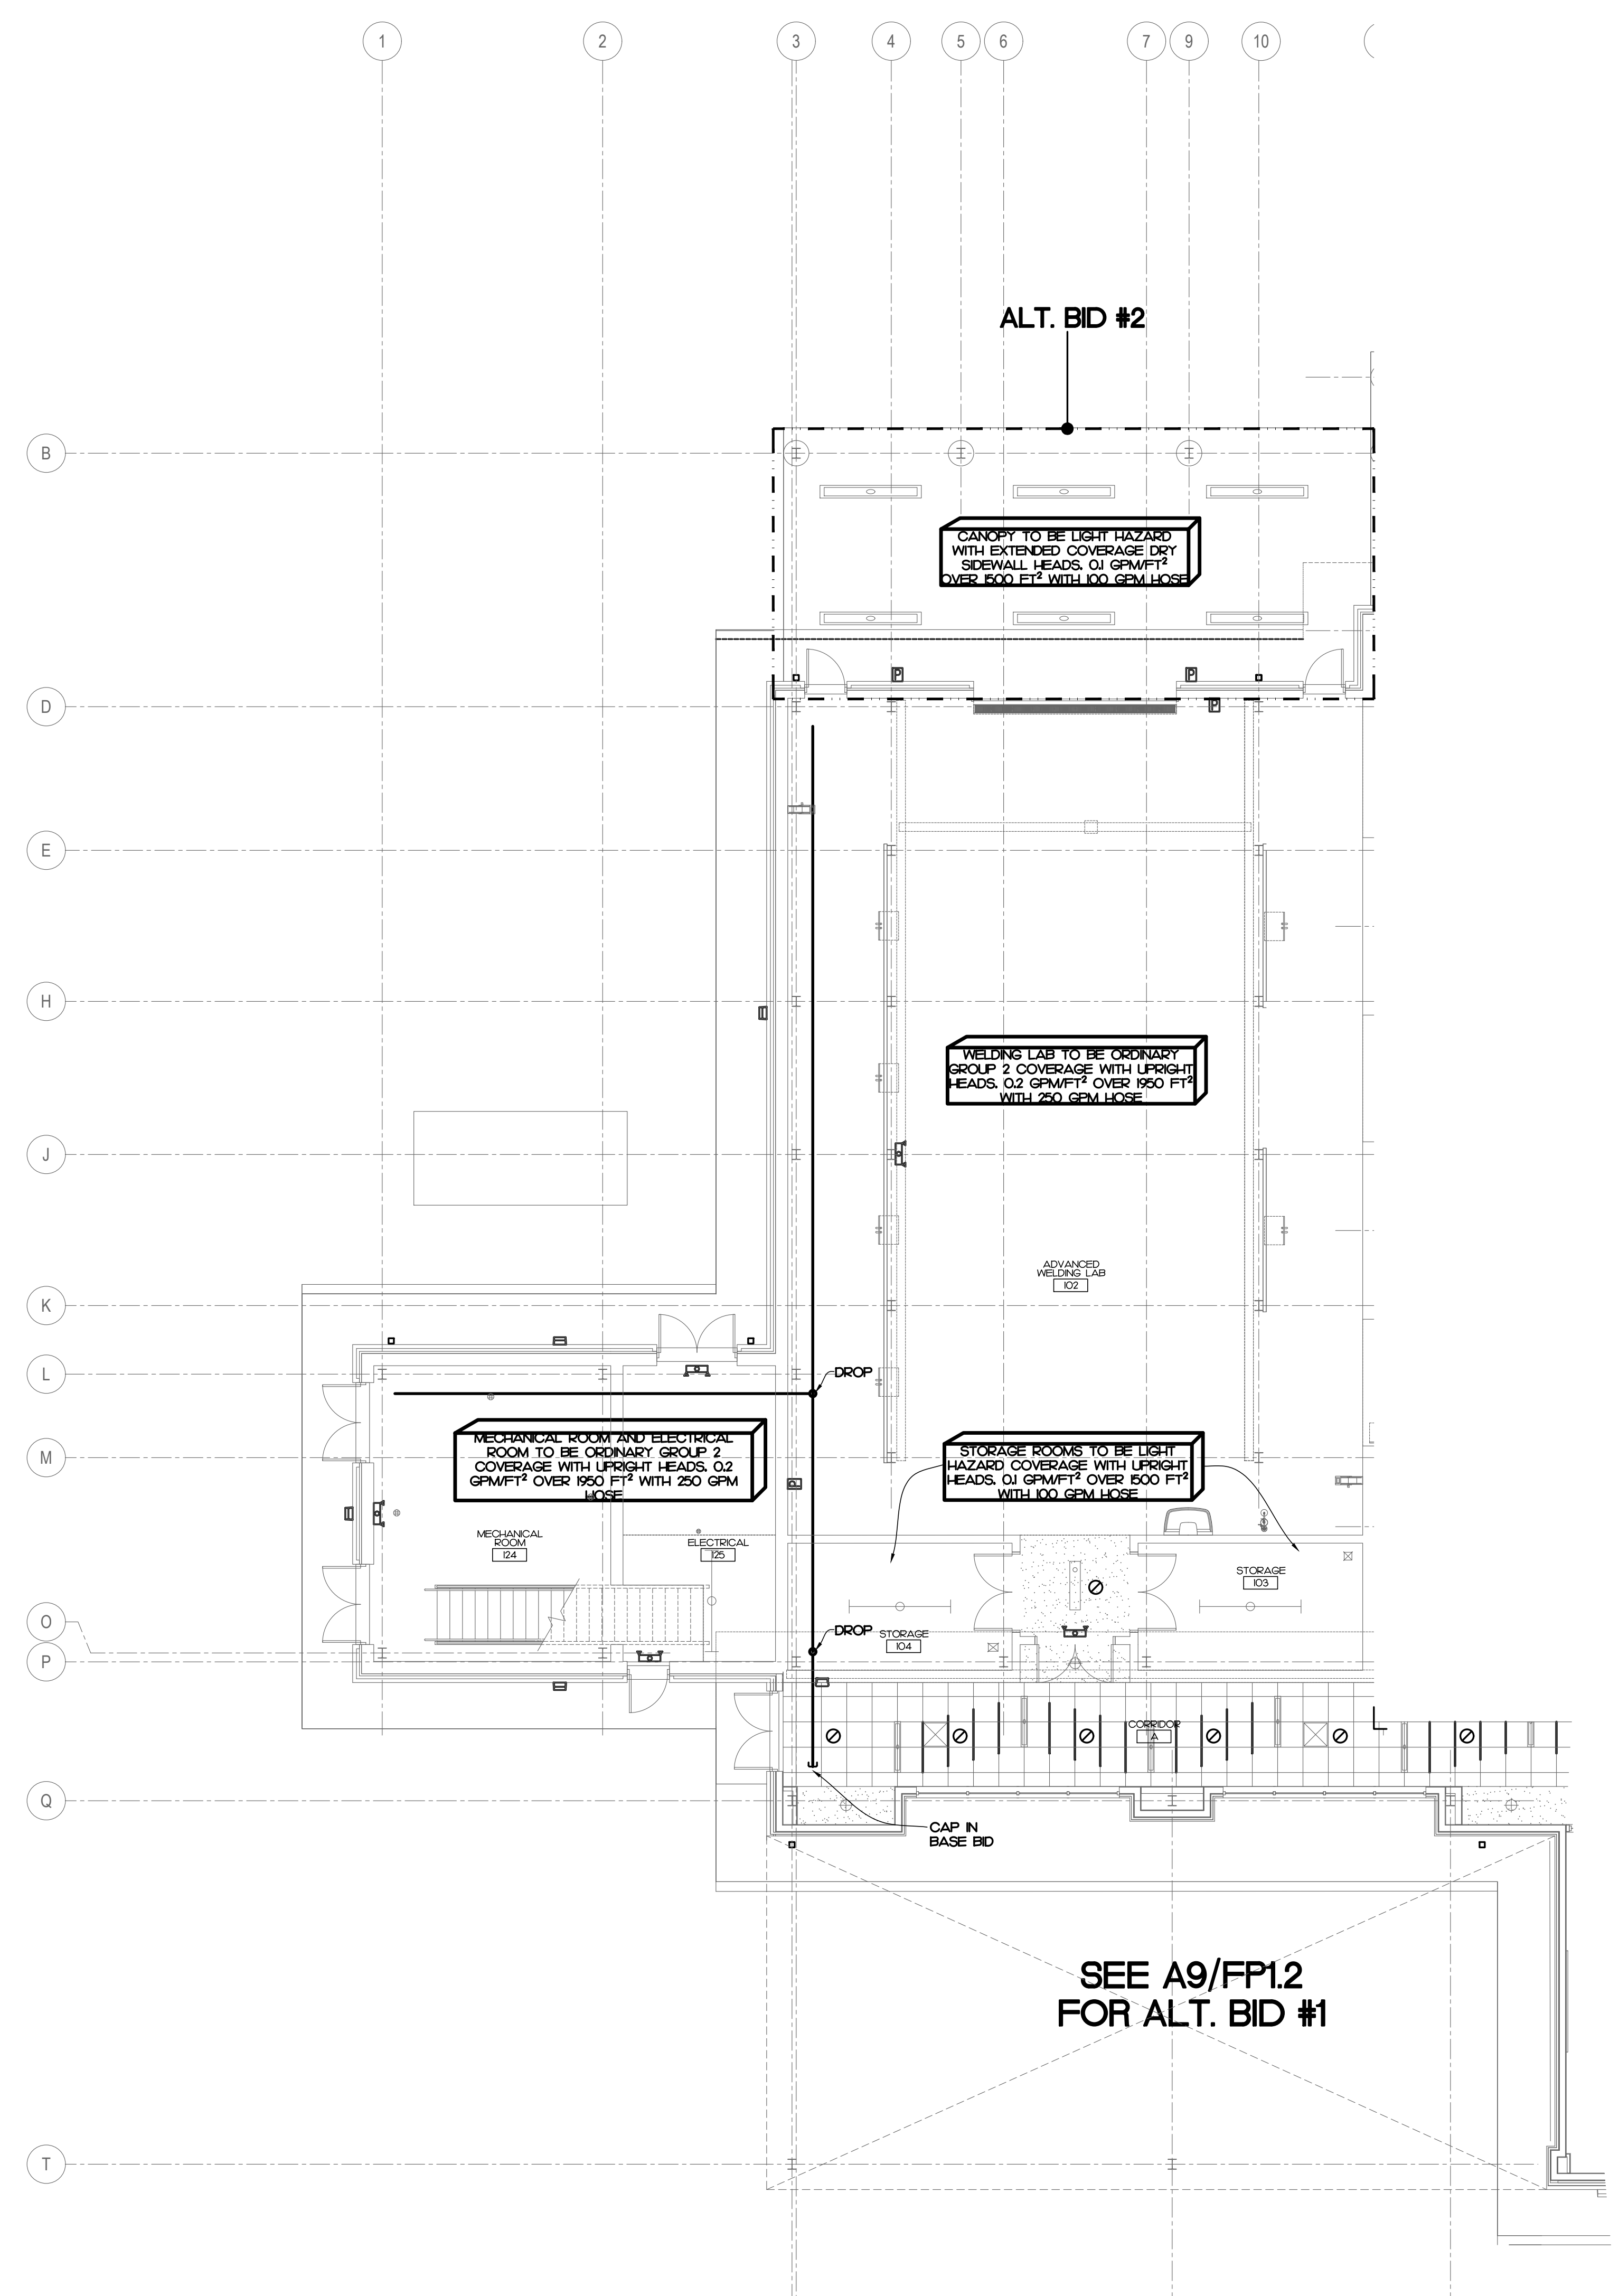 1
2
3
4
5
6
7
9
10
ALT. BID #2
B
CANOPY TO BE LIGHT HAZARD
WITH EXTENDED COVERAGE DRY
SIDEWALL HEADS. 0.1 GPM/FT²
OVER 1500 FT² WITH 100 GPM HOSE
P
P
D
P
E
H
WELDING LAB TO BE ORDINARY
GROUP 2 COVERAGE WITH UPRIGHT
HEADS. 0.2 GPM/FT² OVER 1950 FT²
WITH 250 GPM HOSE
J
ADVANCED
WELDING LAB
102
K
L
DROP
MECHANICAL ROOM AND ELECTRICAL
ROOM TO BE ORDINARY GROUP 2
COVERAGE WITH UPRIGHT HEADS. 0.2
GPM/FT² OVER 1950 FT² WITH 250 GPM
HOSE
M
STORAGE ROOMS TO BE LIGHT
HAZARD COVERAGE WITH UPRIGHT
HEADS. 0.1 GPM/FT² OVER 1500 FT²
WITH 100 GPM HOSE
MECHANICAL
ROOM
124
ELECTRICAL
125
STORAGE
103
O
DROP
STORAGE
104
P
CORRIDOR
A
Q
CAP IN
BASE BID
SEE A9/FP1.2
FOR ALT. BID #1
T